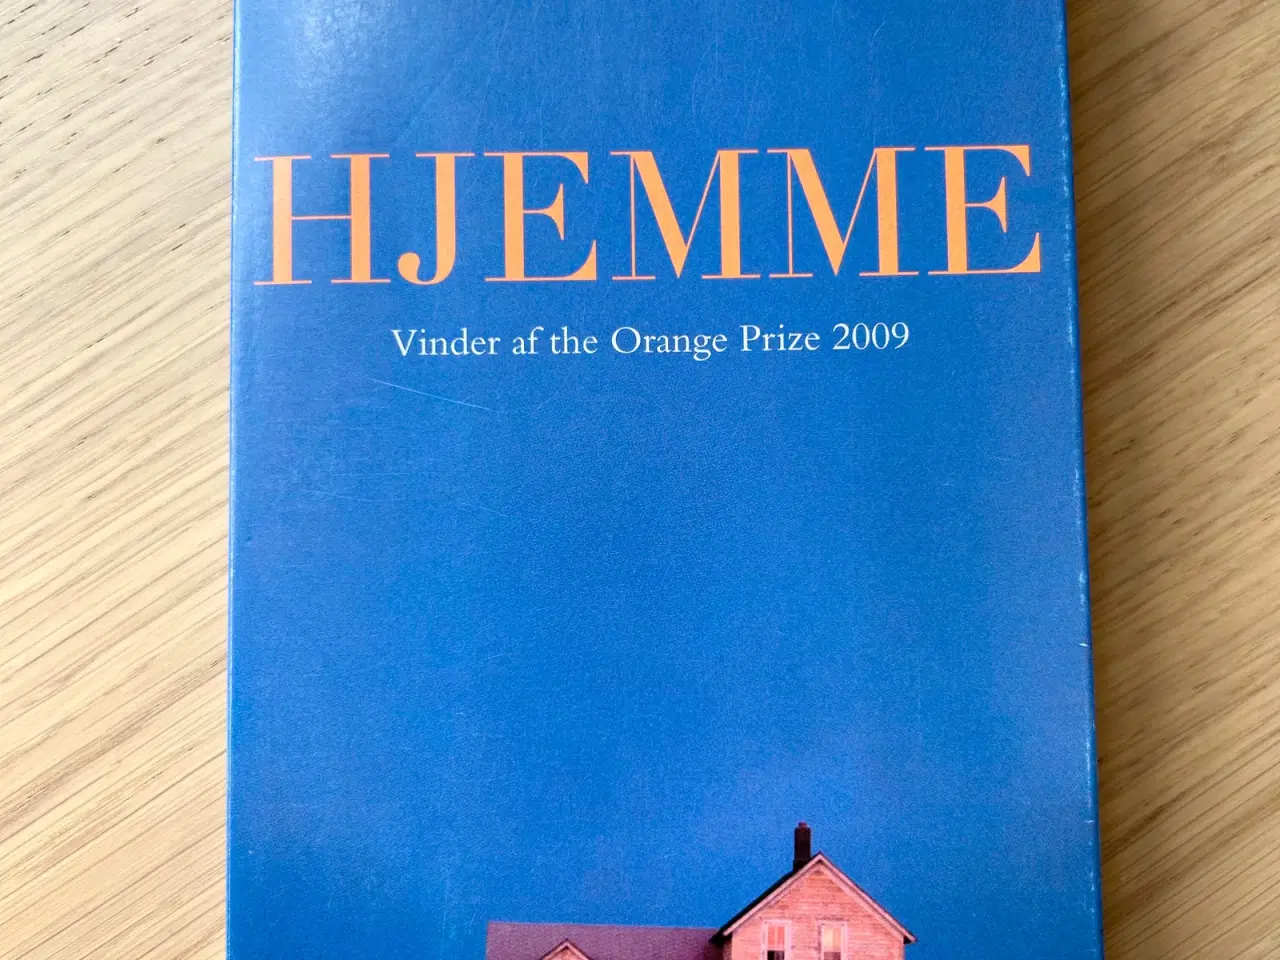 HJEMME
Vinder af the Orange Prize 2009